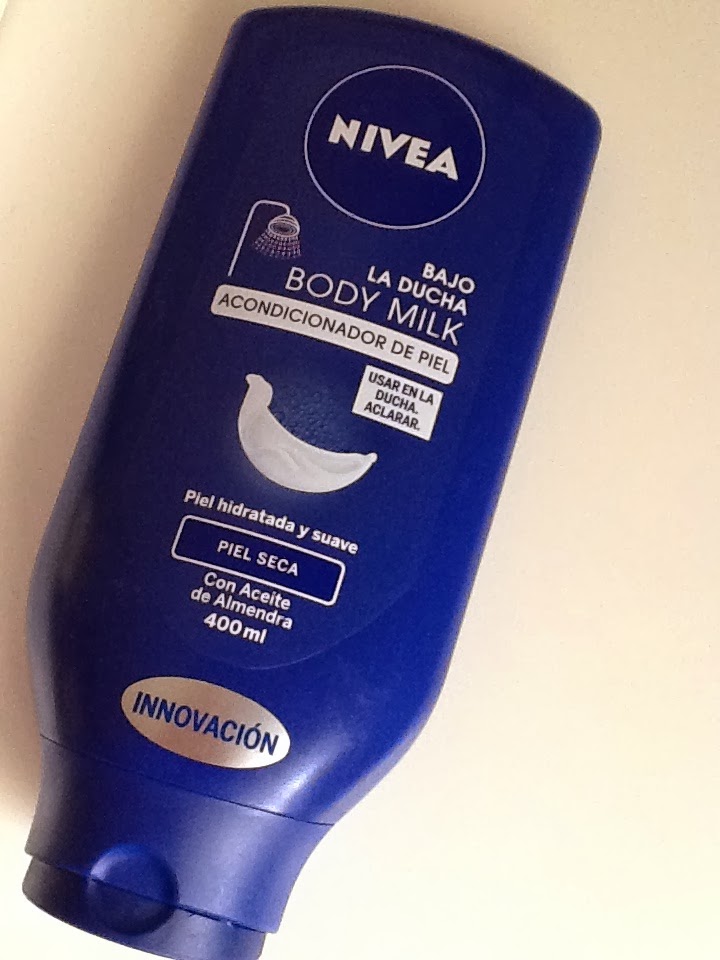 NIVEA
BAJO
LA DUCHA
BODY MILK
ACONDICIONADOR DE PIEL
USAR EN LA
DUCHA.
ACLARAR.
Piel hidratada y suave
PIEL SECA
Con Aceite
de Almendra
400ml
INNOVACIÓN